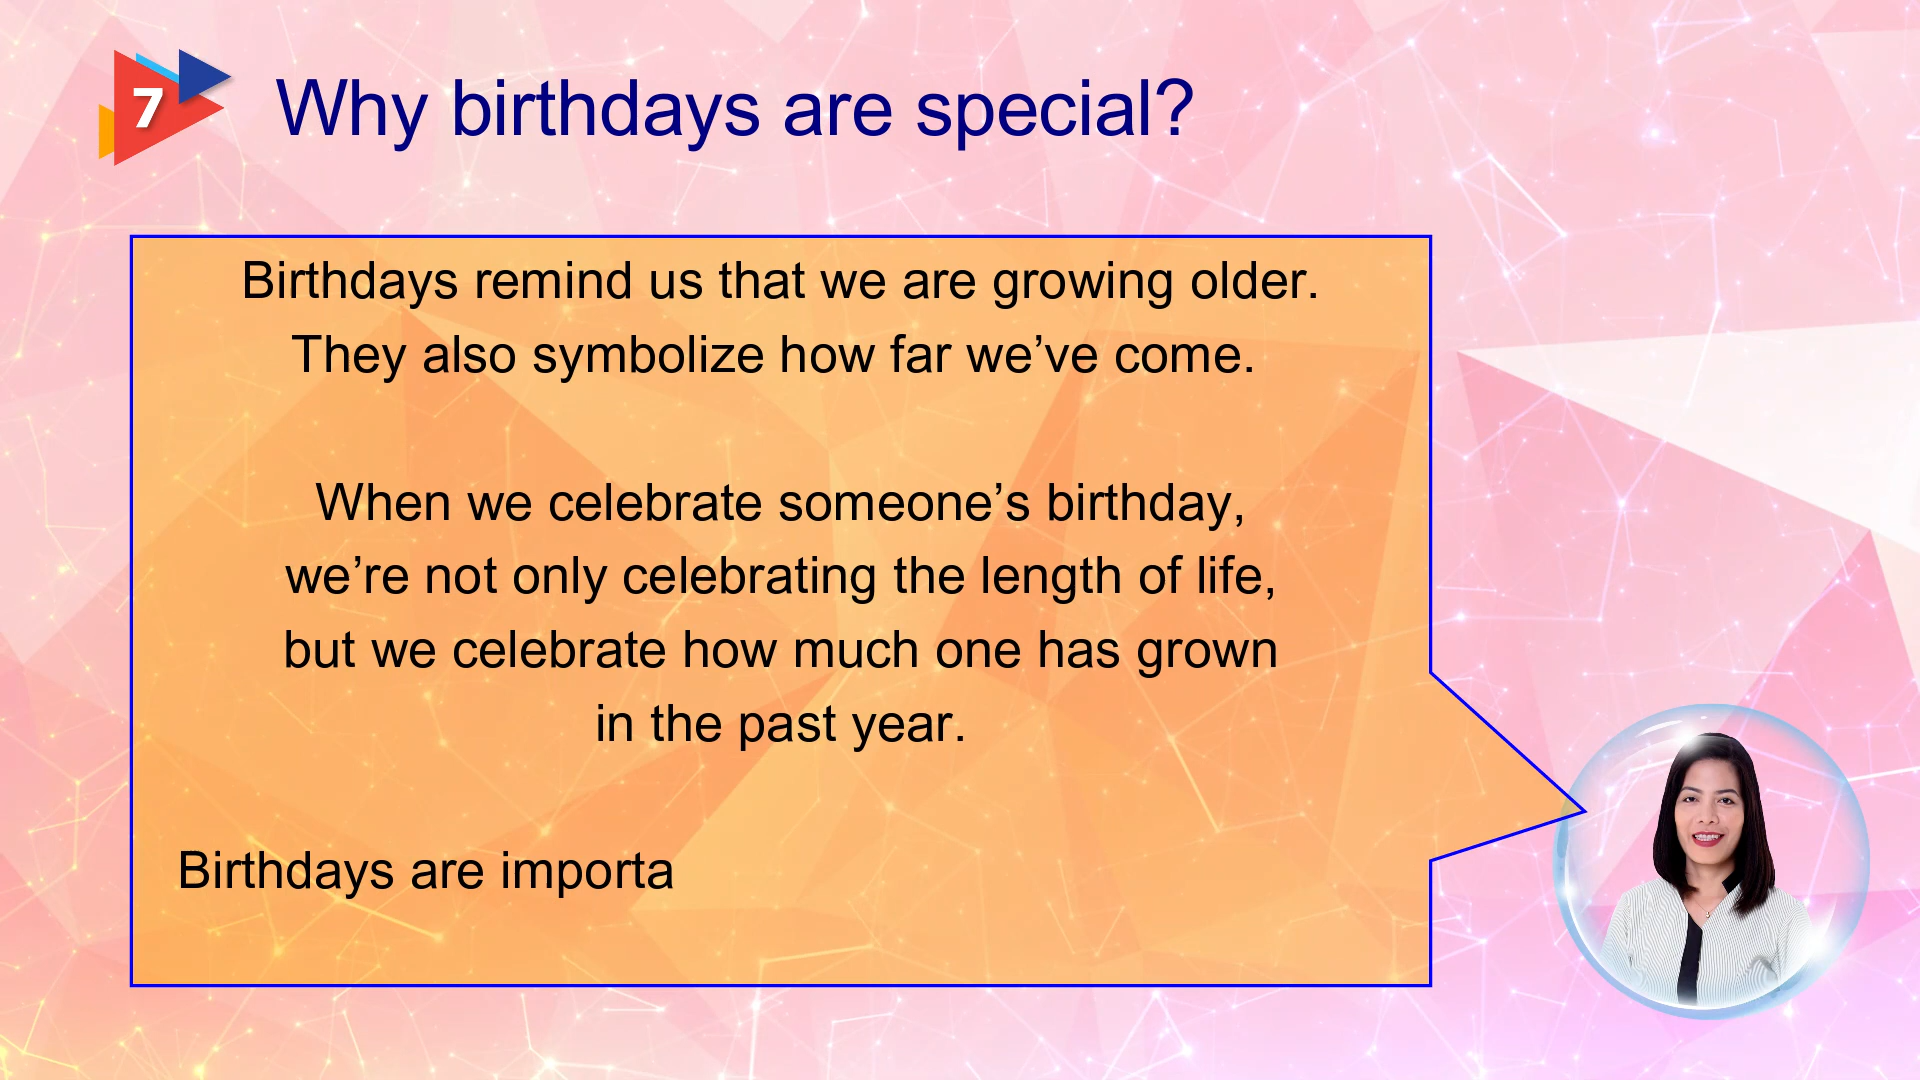 7
Why birthdays are special?
Birthdays remind us that we are growing older.
They also symbolize how far we’ve come.
When we celebrate someone’s birthday,
we’re not only celebrating the length of life,
but we celebrate how much one has grown
in the past year.
Birthdays are importa